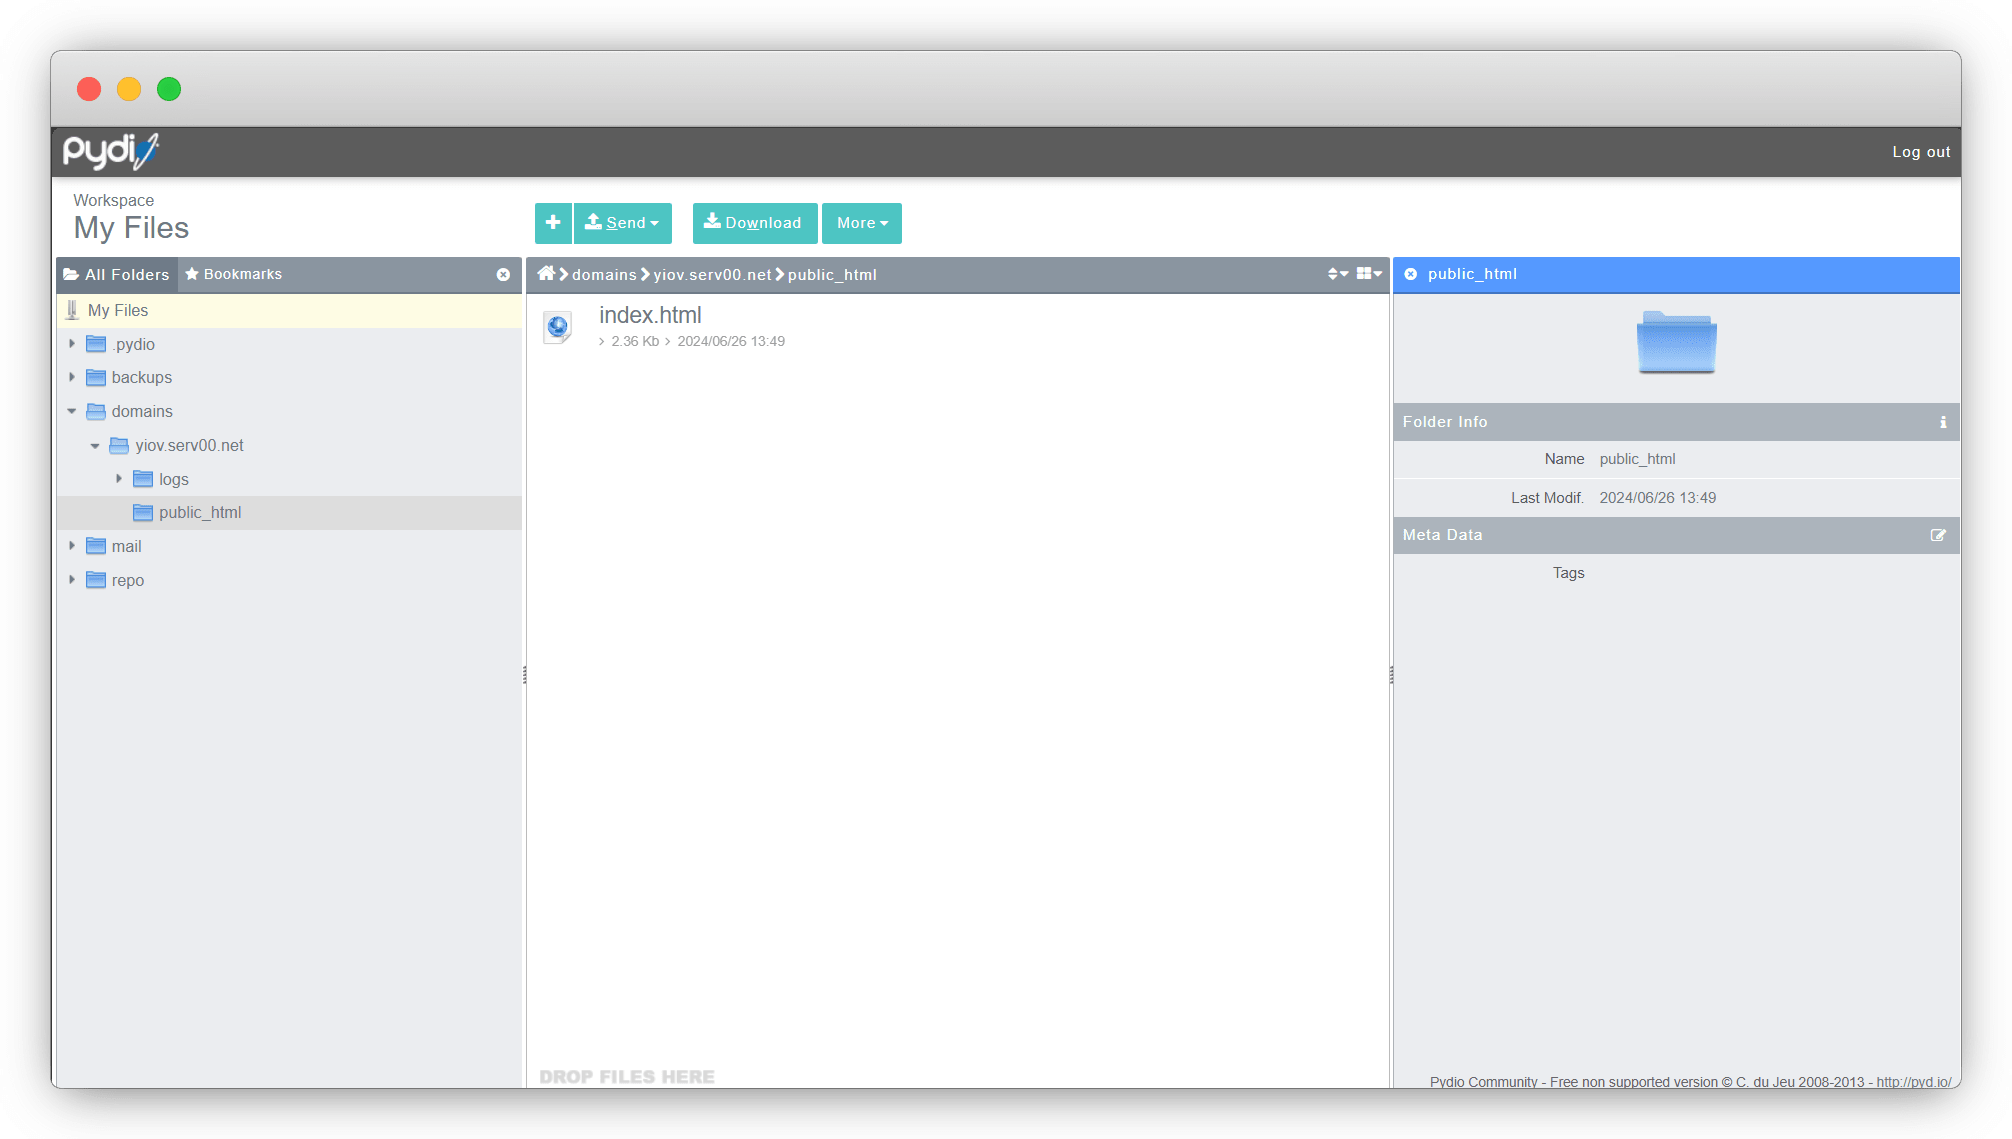 pydio
Log out
Workspace
My Files
Send
Download
More
All Folders
Bookmarks
domains
yiov.serv00.net
public_html
public_html
My Files
.pydio
backups
domains
yiov.serv00.net
logs
public_html
mail
repo
index.html
2.36 Kb
2024/06/26 13:49
DROP FILES HERE
Folder Info
Name public_html
Last Modif. 2024/06/26 13:49
Meta Data
Tags
Pydio Community - Free non supported version © C. du Jeu 2008-2013 - http://pyd.io/